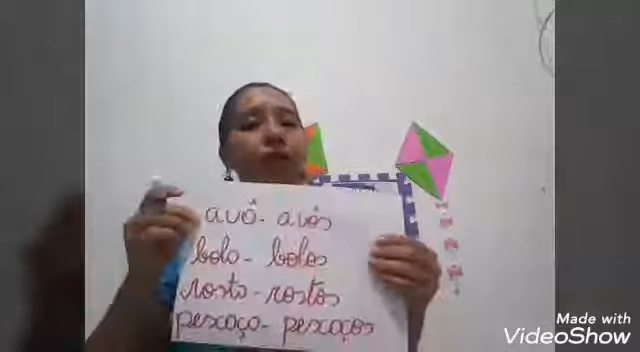 avô - avós
bolo - bolos
rosto - rostos
pescoço - pescoços
Made with
VideoShow